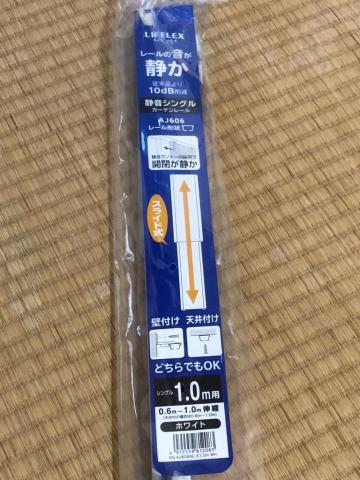 LIFELEX
レールの音が
静か
従来品より
10dB削減
静音シングル
カーテンレール
AJ606
レール形状
開閉が静か
スライド式
壁付け 天井付け
どちらでもOK
シングル 1.0m用
0.6m~1.0m 伸縮
ホワイト